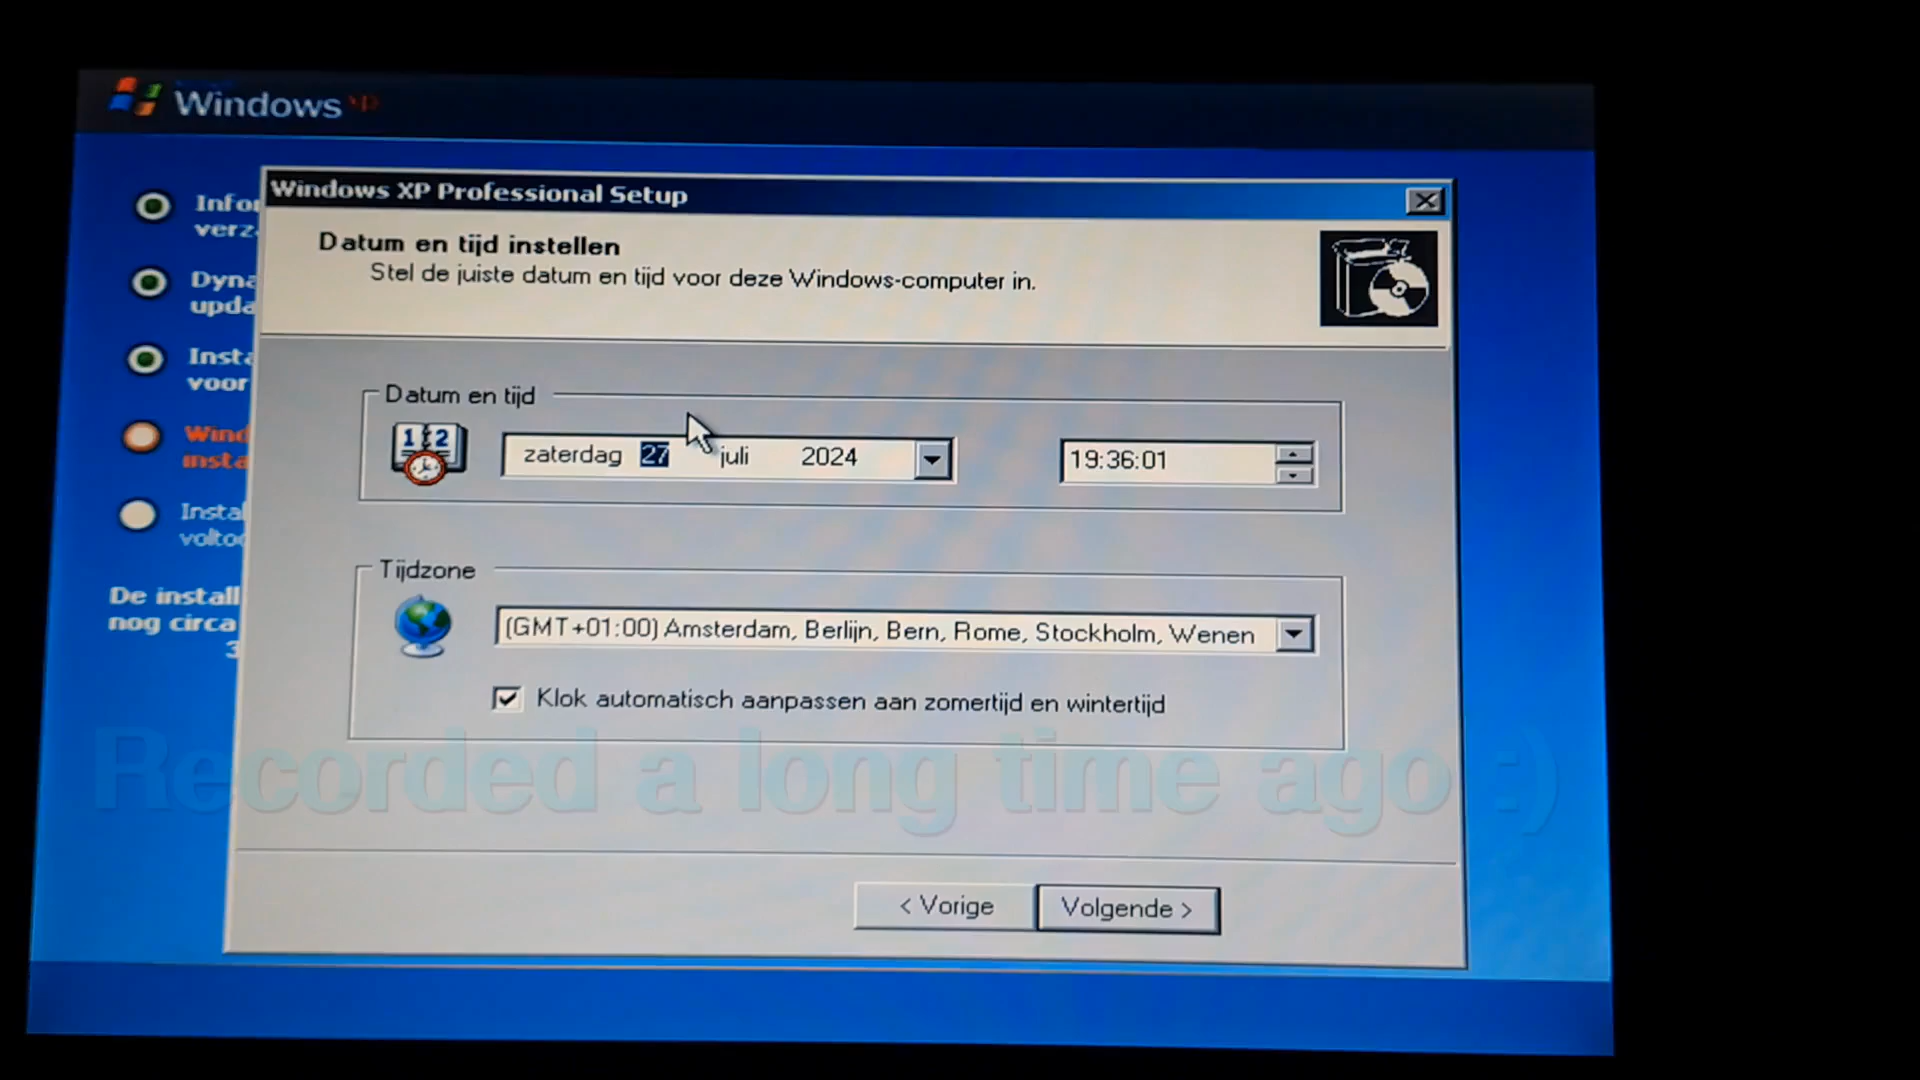 Windows xp
Windows XP Professional Setup
Datum en tijd instellen
Stel de juiste datum en tijd voor deze Windows-computer in.
Infor
verz
Dyna
upda
Insta
voor
Wind
insta
Instal
voltoo
De install
nog circa
3
Datum en tijd
12
zaterdag 27 juli 2024
19:36:01
Tijdzone
(GMT+01:00) Amsterdam, Berlijn, Bern, Rome, Stockholm, Wenen
Klok automatisch aanpassen aan zomertijd en wintertijd
Recorded a long time ago :)
< Vorige
Volgende >